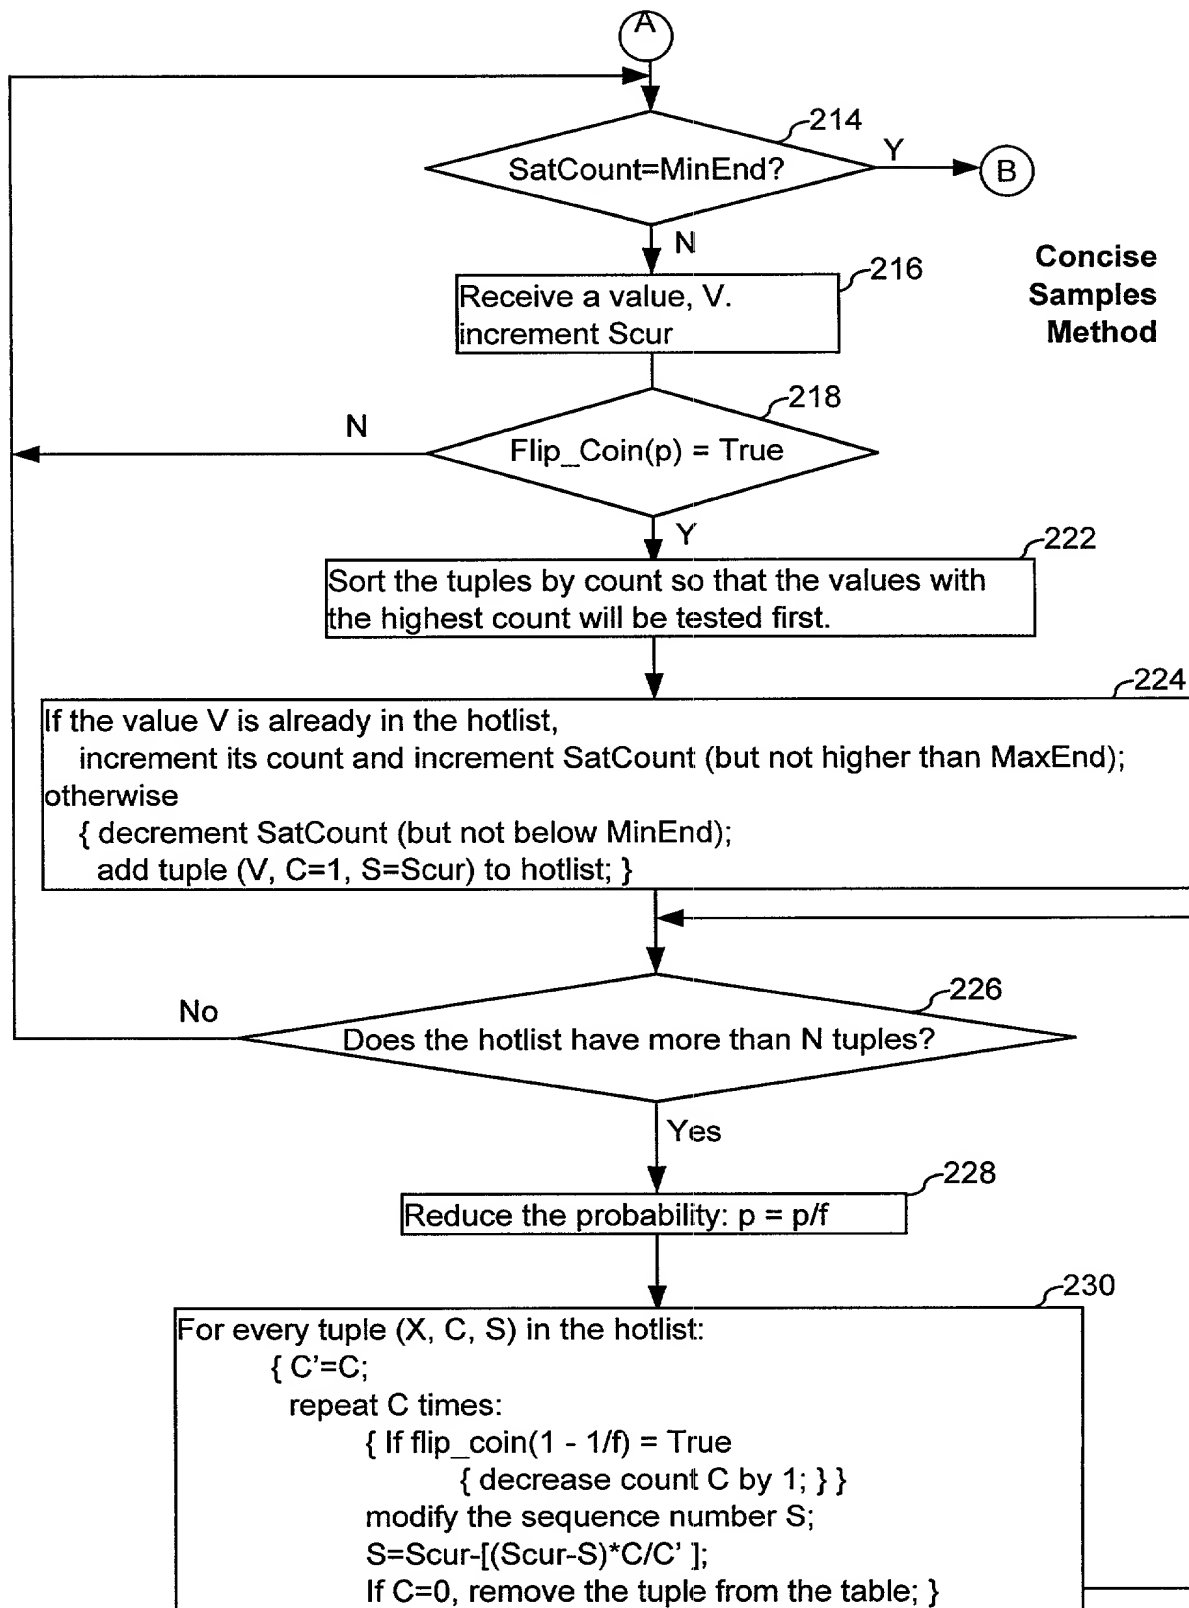 A
214
SatCount=MinEnd?
Y
B
N
Concise
Samples
Method
216
Receive a value, V.
increment Scur
218
N
Flip_Coin(p) = True
Y
222
Sort the tuples by count so that the values with
the highest count will be tested first.
224
If the value V is already in the hotlist,
increment its count and increment SatCount (but not higher than MaxEnd);
otherwise
{ decrement SatCount (but not below MinEnd);
add tuple (V, C=1, S=Scur) to hotlist; }
226
No
Does the hotlist have more than N tuples?
Yes
228
Reduce the probability: p = p/f
230
For every tuple (X, C, S) in the hotlist:
{ C'=C;
repeat C times:
{ If flip_coin(1 - 1/f) = True
{ decrease count C by 1; } }
modify the sequence number S;
S=Scur-[(Scur-S)*C/C' ];
If C=0, remove the tuple from the table; }